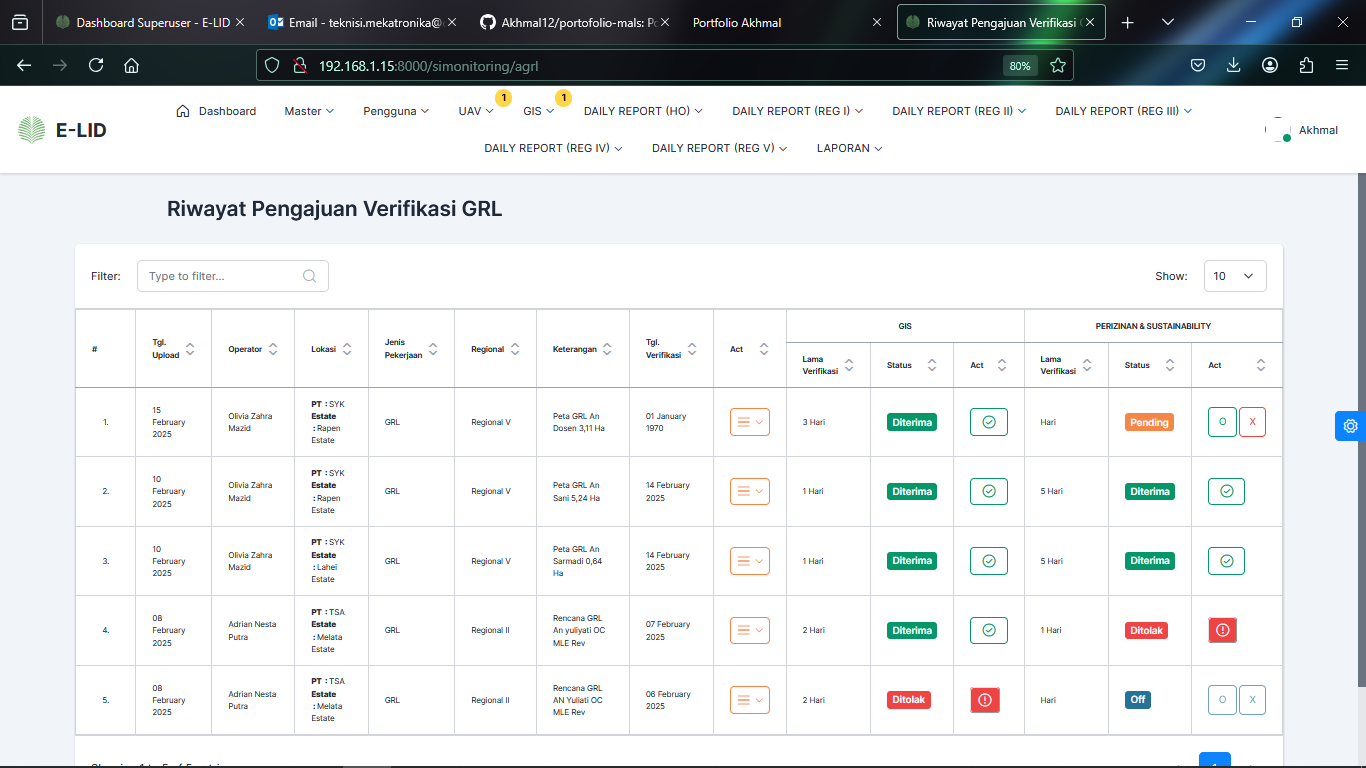 Dashboard Superuser - E-LID
Email - teknisi.mekatronika@
Akhmal12/portofolio-mals: Po
Portfolio Akhmal
Riwayat Pengajuan Verifikasi
192.168.1.15:8000/simonitoring/agrl
80%
E-LID
Dashboard
Master
Pengguna
UAV
1
GIS
1
DAILY REPORT (HO)
DAILY REPORT (REG I)
DAILY REPORT (REG II)
DAILY REPORT (REG III)
DAILY REPORT (REG IV)
DAILY REPORT (REG V)
LAPORAN
Akhmal
Riwayat Pengajuan Verifikasi GRL
Filter:
Type to filter...
Show:
10
#
Tgl.
Upload
Operator
Lokasi
Jenis
Pekerjaan
Regional
Keterangan
Tgl.
Verifikasi
Act
GIS
Lama
Verifikasi
Status
Act
PERIZINAN & SUSTAINABILITY
Lama
Verifikasi
Status
Act
1.
15
February
2025
Olivia Zahra
Mazid
PT : SYK
Estate
: Rapen
Estate
GRL
Regional V
Peta GRL An
Dosen 3,11 Ha
01 January
1970
3 Hari
Diterima
Hari
Pending
O
X
2.
10
February
2025
Olivia Zahra
Mazid
PT : SYK
Estate
: Rapen
Estate
GRL
Regional V
Peta GRL An
Sani 5,24 Ha
14 February
2025
1 Hari
Diterima
5 Hari
Diterima
3.
10
February
2025
Olivia Zahra
Mazid
PT : SYK
Estate
: Lahei
Estate
GRL
Regional V
Peta GRL An
Sarmadi 0,64
Ha
14 February
2025
1 Hari
Diterima
5 Hari
Diterima
4.
08
February
2025
Adrian Nesta
Putra
PT : TSA
Estate
: Melata
Estate
GRL
Regional II
Rencana GRL
An yuliyati OC
MLE Rev
07 February
2025
2 Hari
Diterima
1 Hari
Ditolak
5.
08
February
2025
Adrian Nesta
Putra
PT : TSA
Estate
: Melata
Estate
GRL
Regional II
Rencana GRL
AN Yuliati OC
MLE Rev
06 February
2025
2 Hari
Ditolak
Hari
Off
O
X